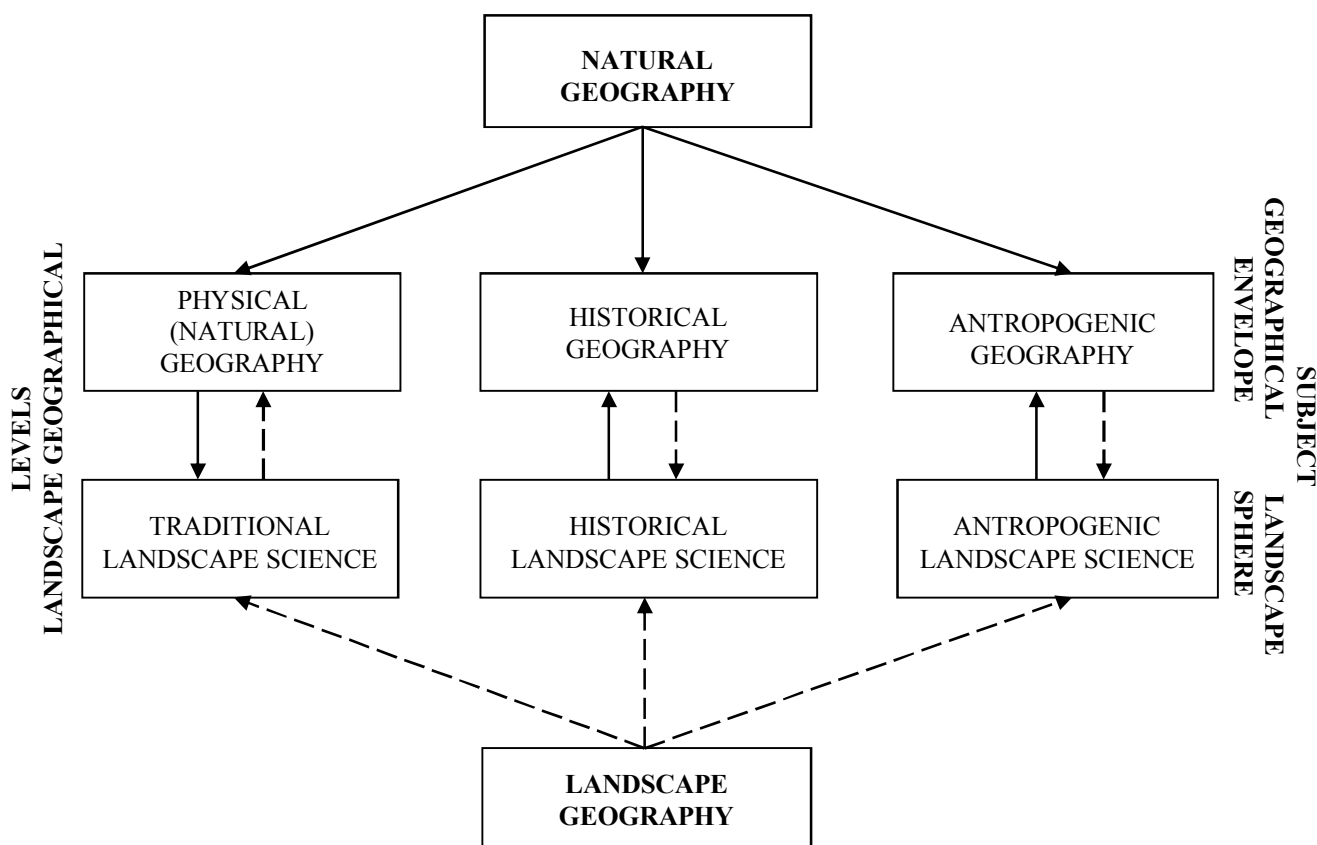 NATURAL
GEOGRAPHY
PHYSICAL
(NATURAL)
GEOGRAPHY
HISTORICAL
GEOGRAPHY
ANTROPOGENIC
GEOGRAPHY
TRADITIONAL
LANDSCAPE SCIENCE
HISTORICAL
LANDSCAPE SCIENCE
ANTROPOGENIC
LANDSCAPE SCIENCE
LANDSCAPE
GEOGRAPHY
LEVELS
LANDSCAPE GEOGRAPHICAL
SUBJECT
GEOGRAPHICAL
ENVELOPE
LANDSCAPE
SPHERE